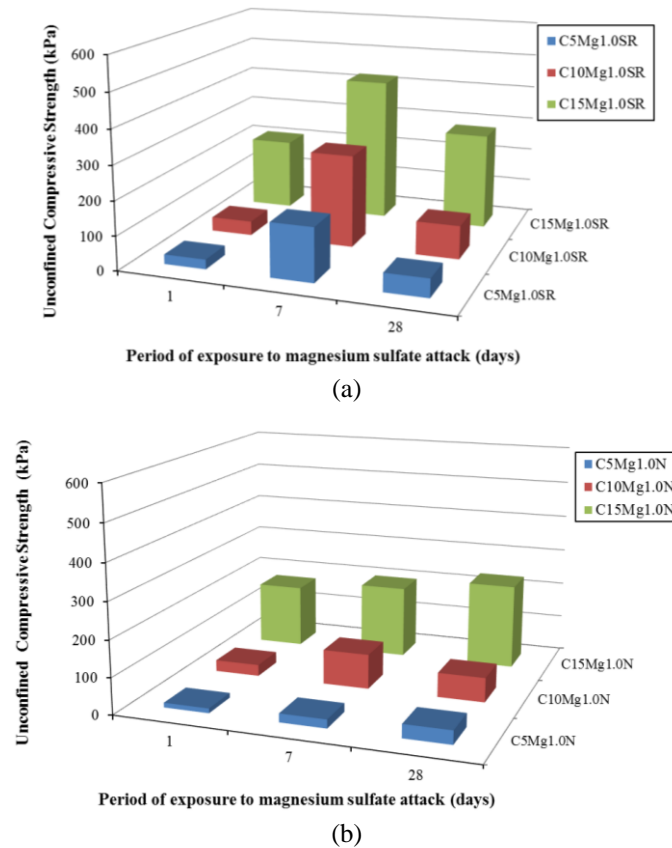 600
500
400
300
200
100
0
Unconfined Compressive Strength (kPa)
C5Mg1.0SR
C10Mg1.0SR
C15Mg1.0SR
C15Mg1.0SR
C10Mg1.0SR
C5Mg1.0SR
1
7
28
Period of exposure to magnesium sulfate attack (days)
(a)
600
500
400
300
200
100
0
Unconfined Compressive Strength (kPa)
C5Mg1.0N
C10Mg1.0N
C15Mg1.0N
C15Mg1.0N
C10Mg1.0N
C5Mg1.0N
1
7
28
Period of exposure to magnesium sulfate attack (days)
(b)